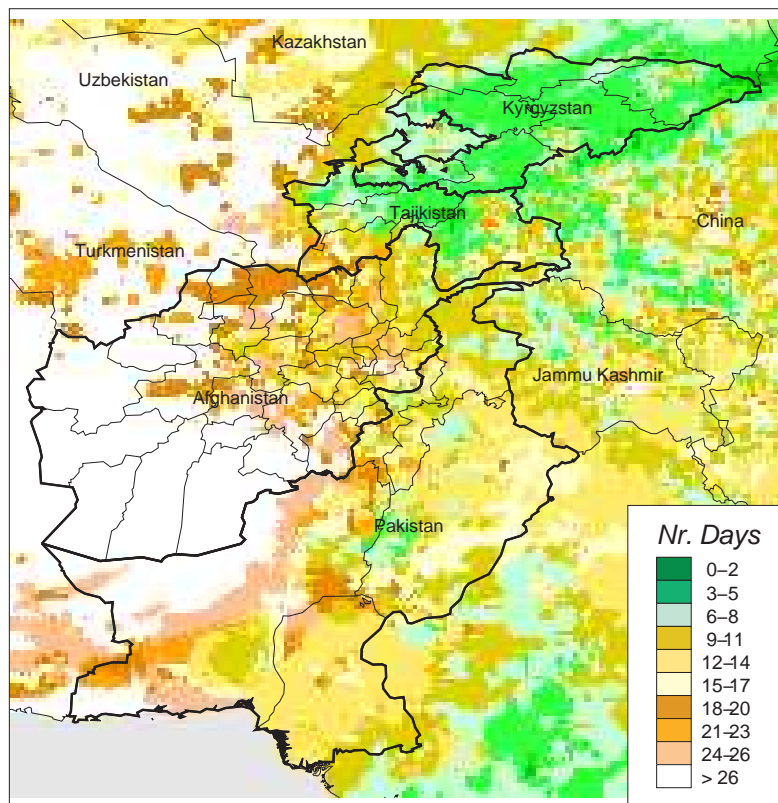 Kazakhstan
Uzbekistan
Kyrgyzstan
Tajikistan
China
Turkmenistan
Jammu Kashmir
Afghanistan
Pakistan
Nr. Days
0–2
3–5
6–8
9–11
12–14
15–17
18–20
21–23
24–26
> 26